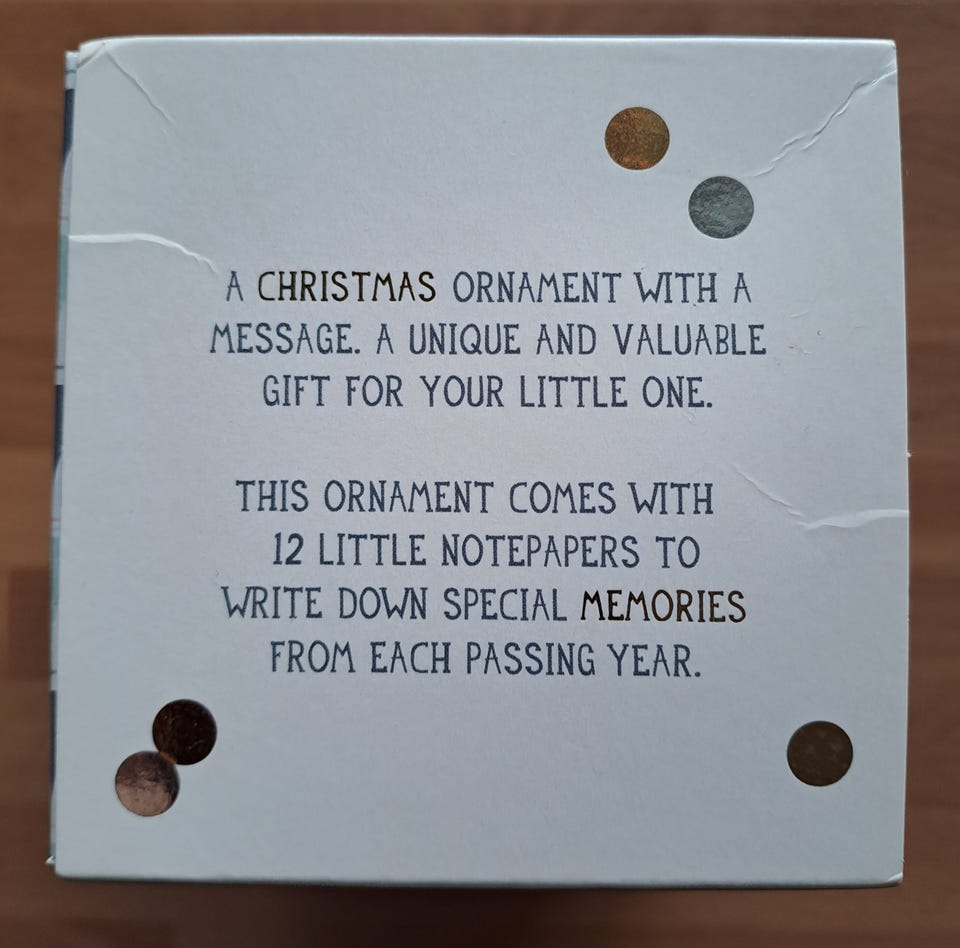 A CHRISTMAS ORNAMENT WITH A
MESSAGE. A UNIQUE AND VALUABLE
GIFT FOR YOUR LITTLE ONE.
THIS ORNAMENT COMES WITH
12 LITTLE NOTEPAPERS TO
WRITE DOWN SPECIAL MEMORIES
FROM EACH PASSING YEAR.